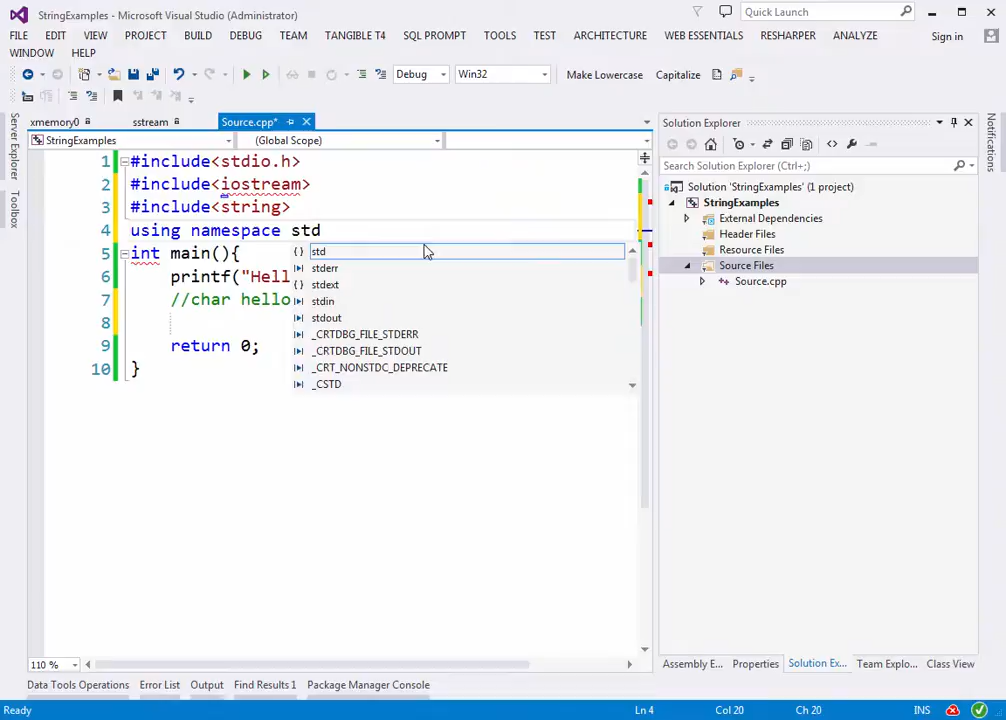 StringExamples - Microsoft Visual Studio (Administrator)
Quick Launch
FILE EDIT VIEW PROJECT BUILD DEBUG TEAM TANGIBLE T4 SQL PROMPT TOOLS TEST ARCHITECTURE WEB ESSENTIALS RESHARPER ANALYZE Sign in
WINDOW HELP
Debug Win32 Make Lowercase Capitalize
xmemory0 sstream Source.cpp*
StringExamples (Global Scope)
1 #include<stdio.h>
2 #include<iostream>
3 #include<string>
4 using namespace std
5 int main(){
6 printf("Hell
7 //char hello
8
9 return 0;
10 }
std
stderr
stdext
stdin
stdout
_CRTDBG_FILE_STDERR
_CRTDBG_FILE_STDOUT
_CRT_NONSTDC_DEPRECATE
_CSTD
110 %
Server Explorer
Toolbox
Solution Explorer
Search Solution Explorer (Ctrl+;)
Solution 'StringExamples' (1 project)
StringExamples
External Dependencies
Header Files
Resource Files
Source Files
Source.cpp
Notifications
Assembly E... Properties Solution Ex... Team Explo... Class View
Data Tools Operations Error List Output Find Results 1 Package Manager Console
Ready Ln 4 Col 20 Ch 20 INS